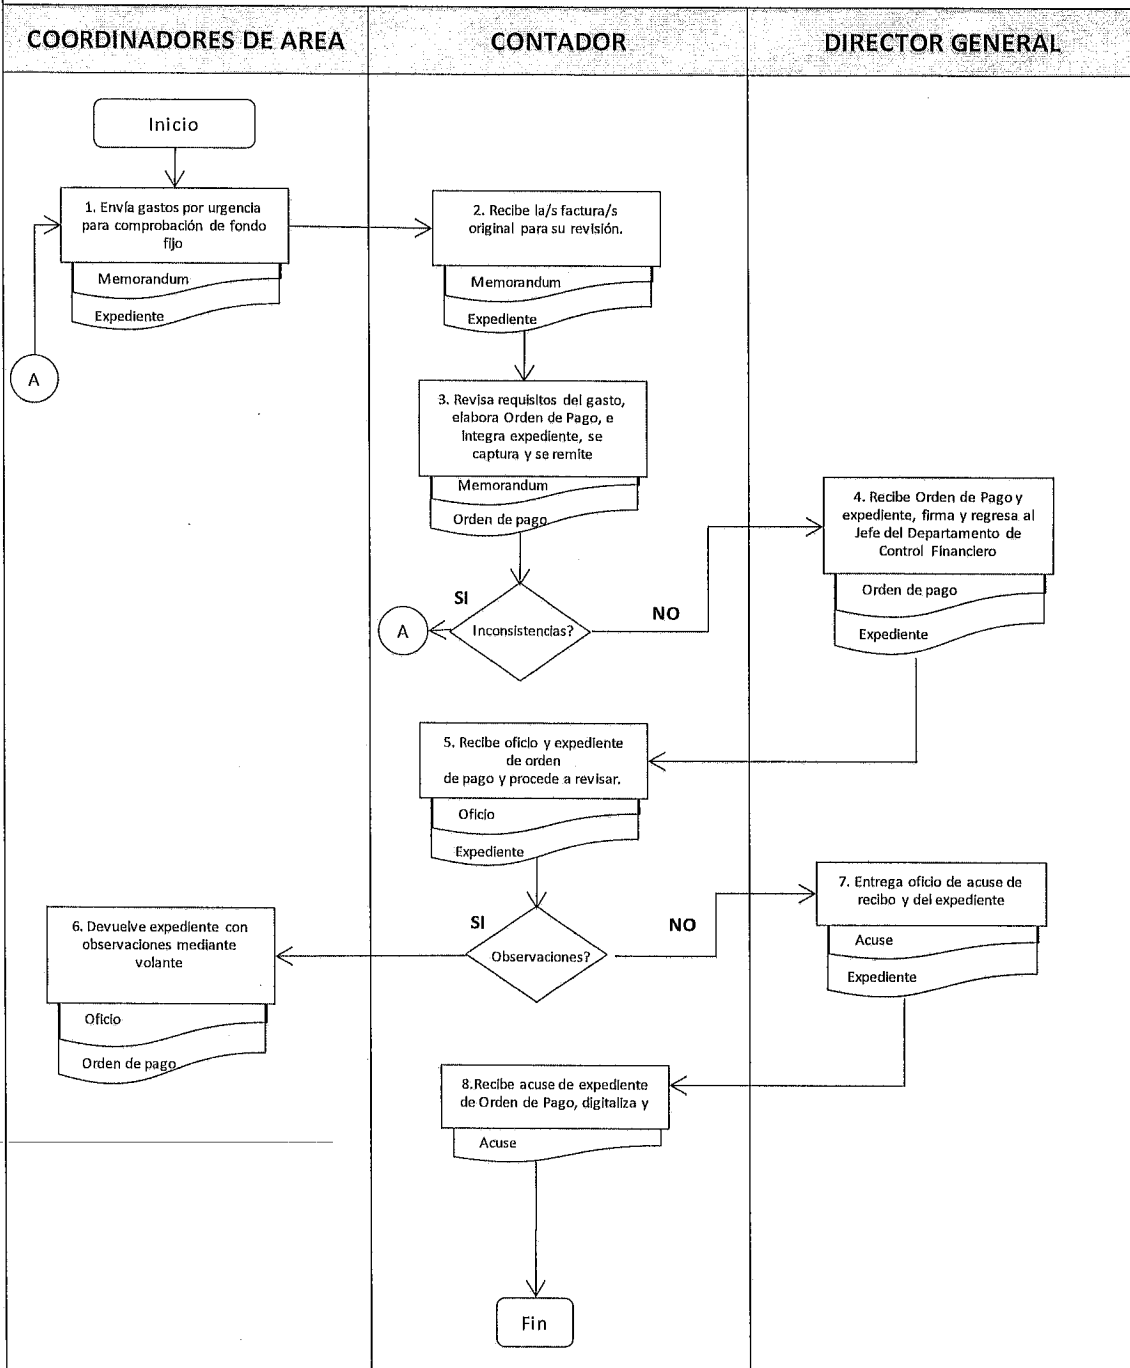 COORDINADORES DE AREA
CONTADOR
DIRECTOR GENERAL
Inicio
1. Envía gastos por urgencia
para comprobación de fondo
fijo
Memorandum
Expediente
A
2. Recibe la/s factura/s
original para su revisión.
Memorandum
Expediente
3. Revisa requisitos del gasto,
elabora Orden de Pago, e
integra expediente, se
captura y se remite
Memorandum
Orden de pago
SI
Inconsistencias?
NO
A
4. Recibe Orden de Pago y
expediente, firma y regresa al
Jefe del Departamento de
Control Financiero
Orden de pago
Expediente
5. Recibe oficio y expediente
de orden
de pago y procede a revisar.
Oficio
Expediente
SI
Observaciones?
NO
6. Devuelve expediente con
observaciones mediante
volante
Oficio
Orden de pago
7. Entrega oficio de acuse de
recibo y del expediente
Acuse
Expediente
8.Recibe acuse de expediente
de Orden de Pago, digitaliza y
Acuse
Fin